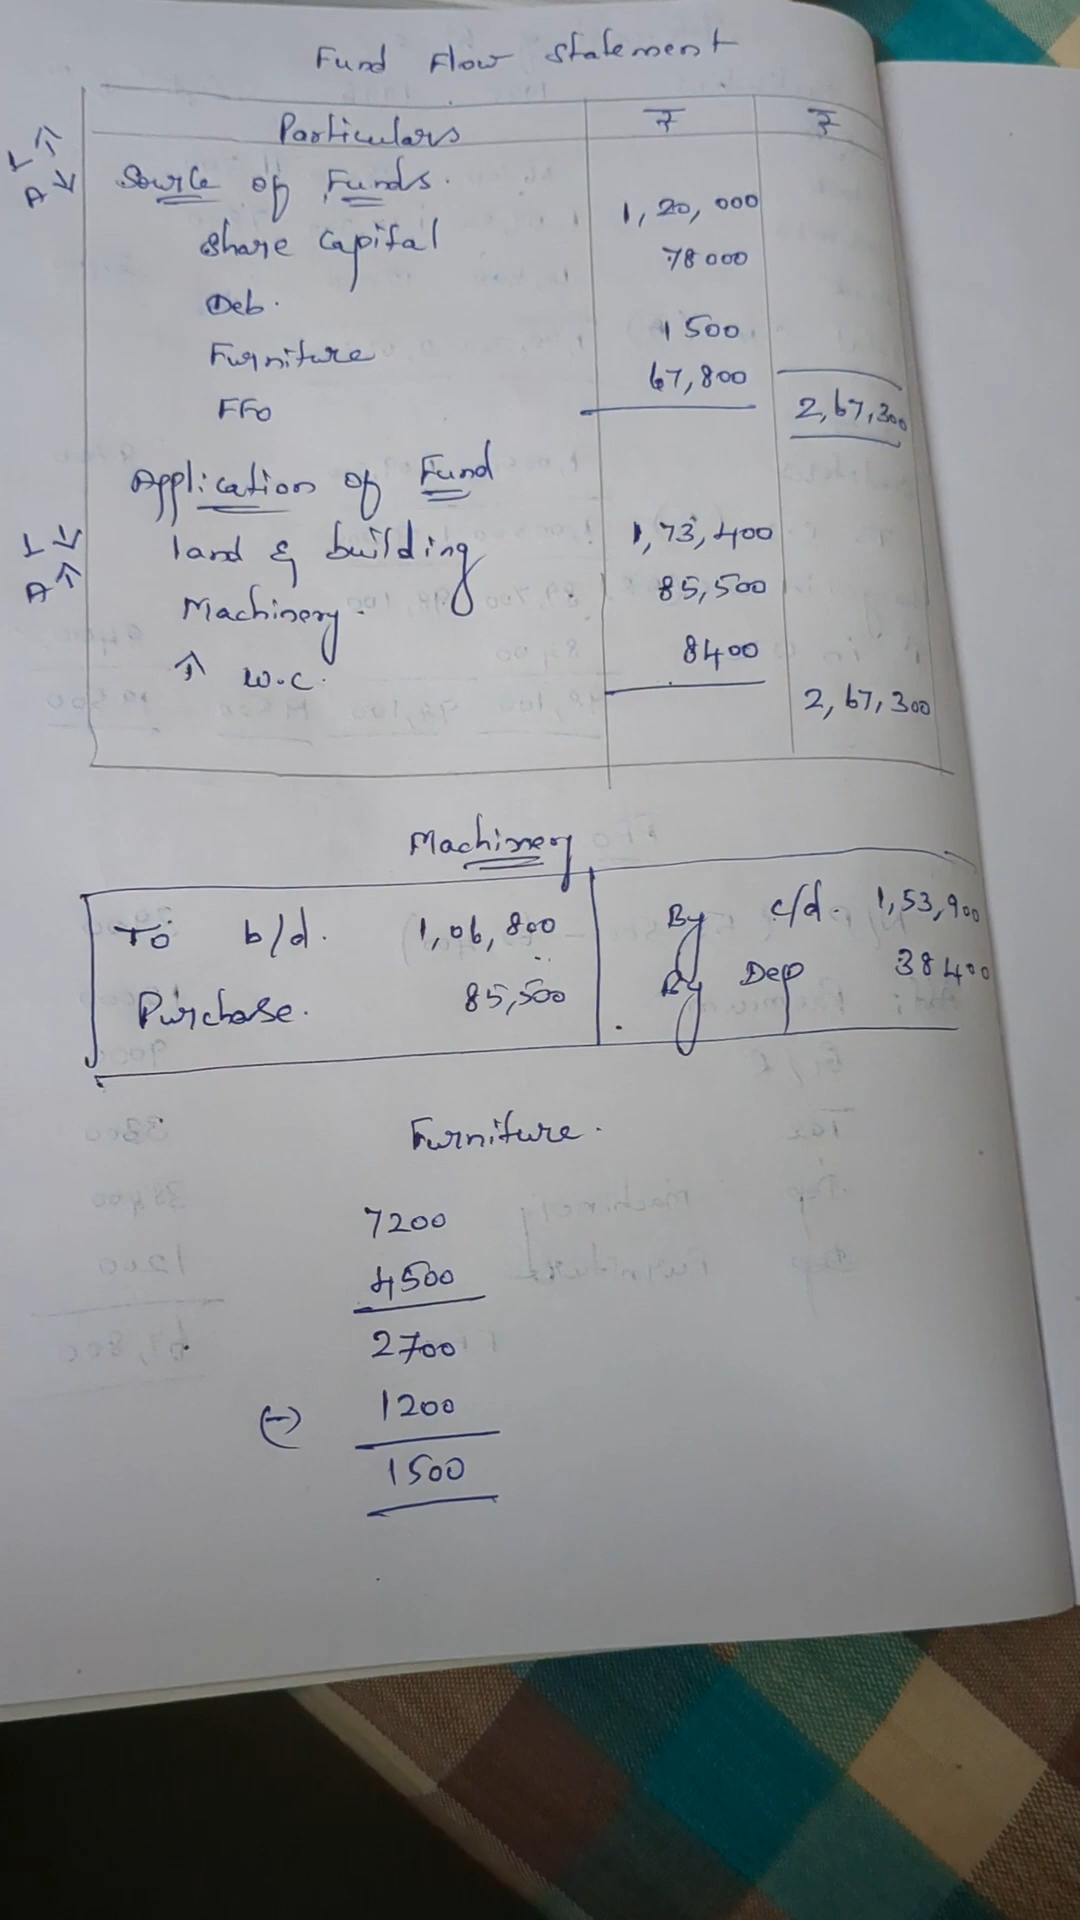 Fund Flow Statement
Particulars ₹ ₹
L ↑
A ↓
Source of Funds.
Share Capital 1,20,000
Deb. 78000
Furniture 1500
FFO 67,800
2,67,300
Application of Fund
L ↓
A ↑
land & building 1,73,400
Machinery. 85,500
↑ W.C. 8400
2,67,300
Machinery
To b/d. 1,06,800 By c/d. 1,53,900
Purchase. 85,500 By Dep 38400
Furniture.
7200
4500
2700
(-) 1200
1500